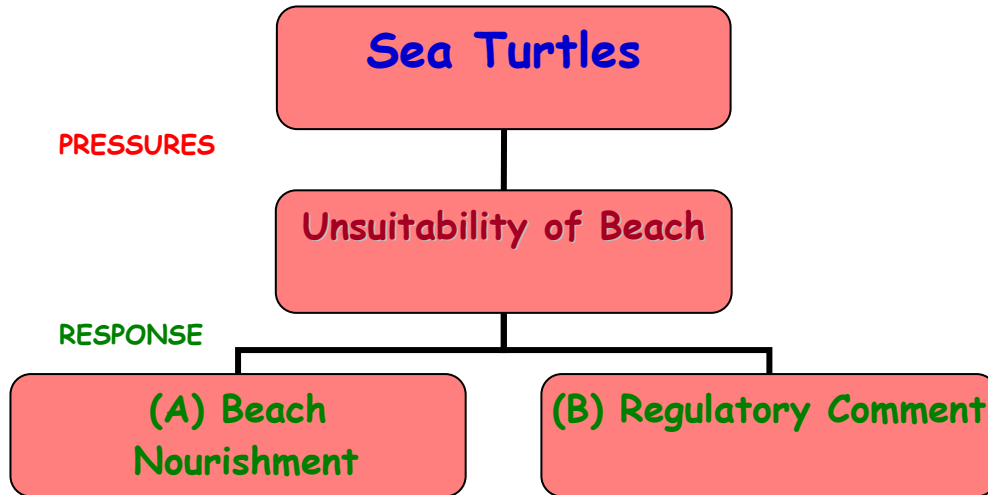 Sea Turtles
PRESSURES
Unsuitability of Beach
RESPONSE
(A) Beach
Nourishment
(B) Regulatory Comment